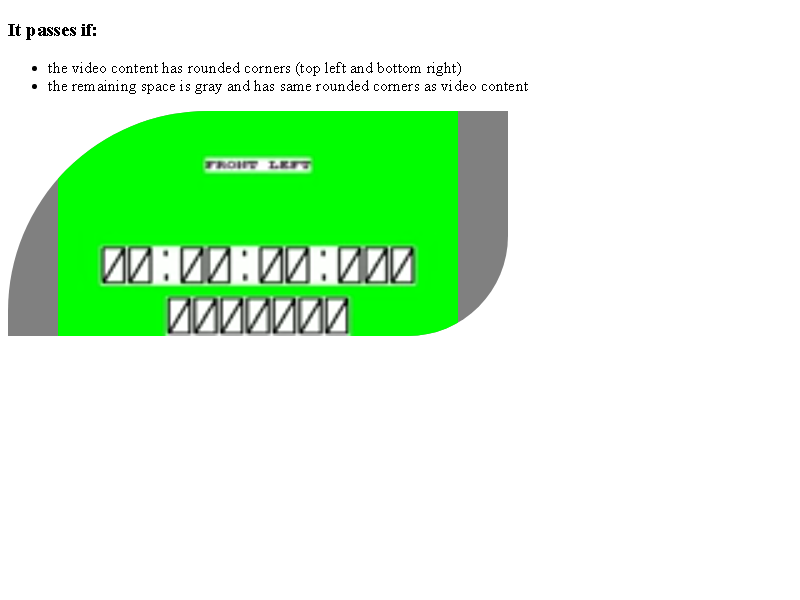 It passes if:
the video content has rounded corners (top left and bottom right)
the remaining space is gray and has same rounded corners as video content
FRONT LEFT
00:00:00:000
0000000